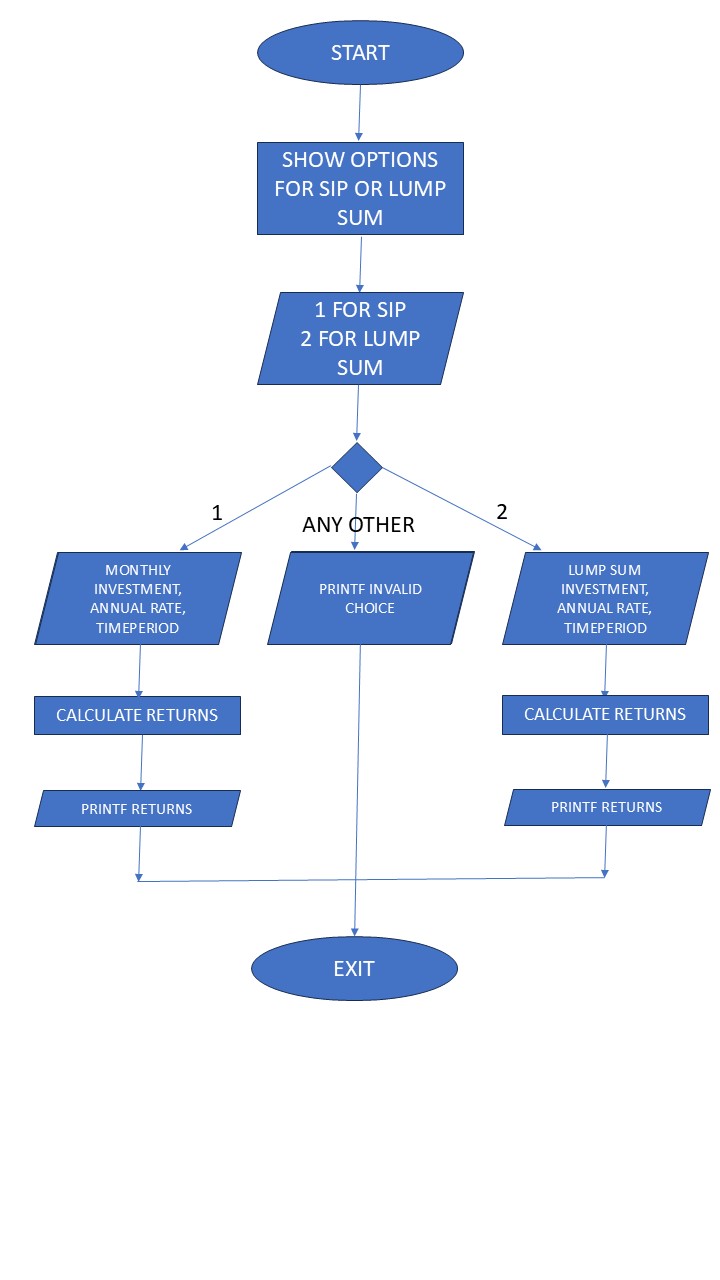 START
SHOW OPTIONS
FOR SIP OR LUMP
SUM
1 FOR SIP
2 FOR LUMP
SUM
1
ANY OTHER
2
MONTHLY
INVESTMENT,
ANNUAL RATE,
TIMEPERIOD
PRINTF INVALID
CHOICE
LUMP SUM
INVESTMENT,
ANNUAL RATE,
TIMEPERIOD
CALCULATE RETURNS
CALCULATE RETURNS
PRINTF RETURNS
PRINTF RETURNS
EXIT